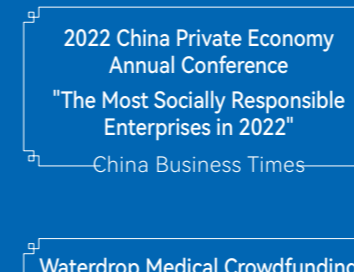 2022 China Private Economy
Annual Conference
"The Most Socially Responsible
Enterprises in 2022"
China Business Times
Waterdrop Medical Crowdfunding